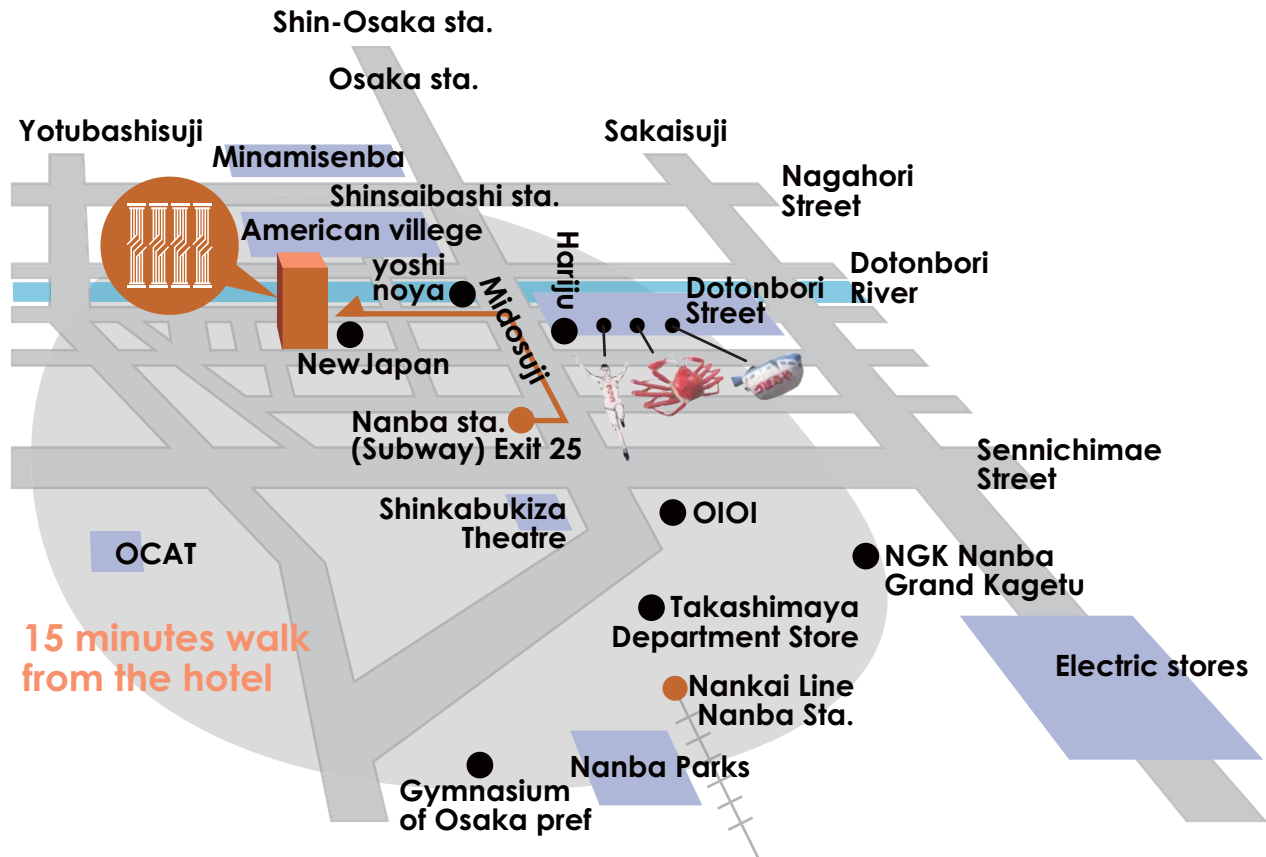 Shin-Osaka sta.
Osaka sta.
Yotubashisuji
Sakaisuji
Minamisenba
Nagahori
Street
Shinsaibashi sta.
American villege
Hariju
yoshi
noya
Midosuji
Dotonbori
Street
Dotonbori
River
NewJapan
Nanba sta.
(Subway) Exit 25
Sennichimae
Street
Shinkabukiza
Theatre
OIOI
OCAT
NGK Nanba
Grand Kagetu
Takashimaya
Department Store
15 minutes walk
from the hotel
Electric stores
Nankai Line
Nanba Sta.
Nanba Parks
Gymnasium
of Osaka pref